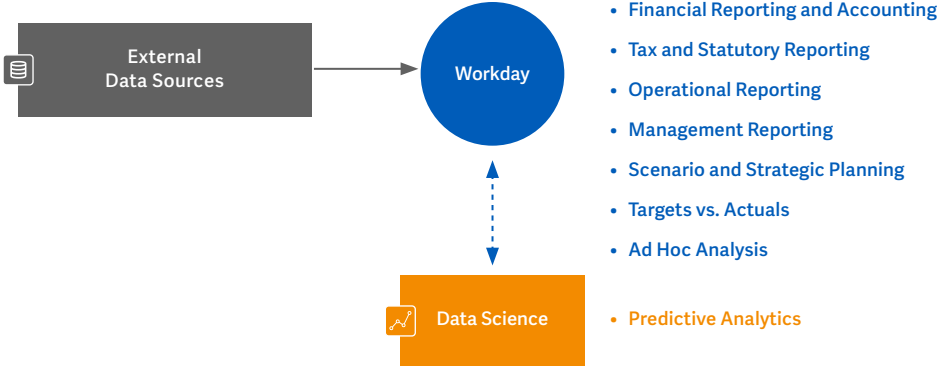 External
Data Sources
Workday
• Financial Reporting and Accounting
• Tax and Statutory Reporting
• Operational Reporting
• Management Reporting
• Scenario and Strategic Planning
• Targets vs. Actuals
• Ad Hoc Analysis
Data Science
• Predictive Analytics